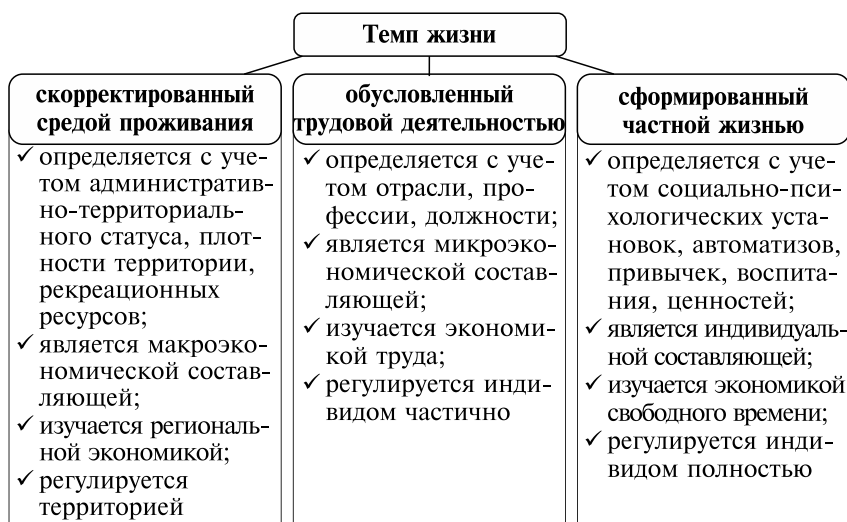 Темп жизни
скорректированный
средой проживания
✓ определяется с уче-
том административ-
но-территориаль-
ного статуса, плот-
ности территории,
рекреационных
ресурсов;
✓ является макроэко-
номической состав-
ляющей;
✓ изучается региональ-
ной экономикой;
✓ регулируется
территорией
обусловленный
трудовой деятельностью
✓ определяется с уче-
том отрасли, про-
фессии, должности;
✓ является микроэко-
номической состав-
ляющей;
✓ изучается экономи-
кой труда;
✓ регулируется инди-
видом частично
сформированный
частной жизнью
✓ определяется с уче-
том социально-пси-
хологических уста-
новок, автоматизов,
привычек, воспита-
ния, ценностей;
✓ является индивидуаль-
ной составляющей;
✓ изучается экономикой
свободного времени;
✓ регулируется инди-
видом полностью